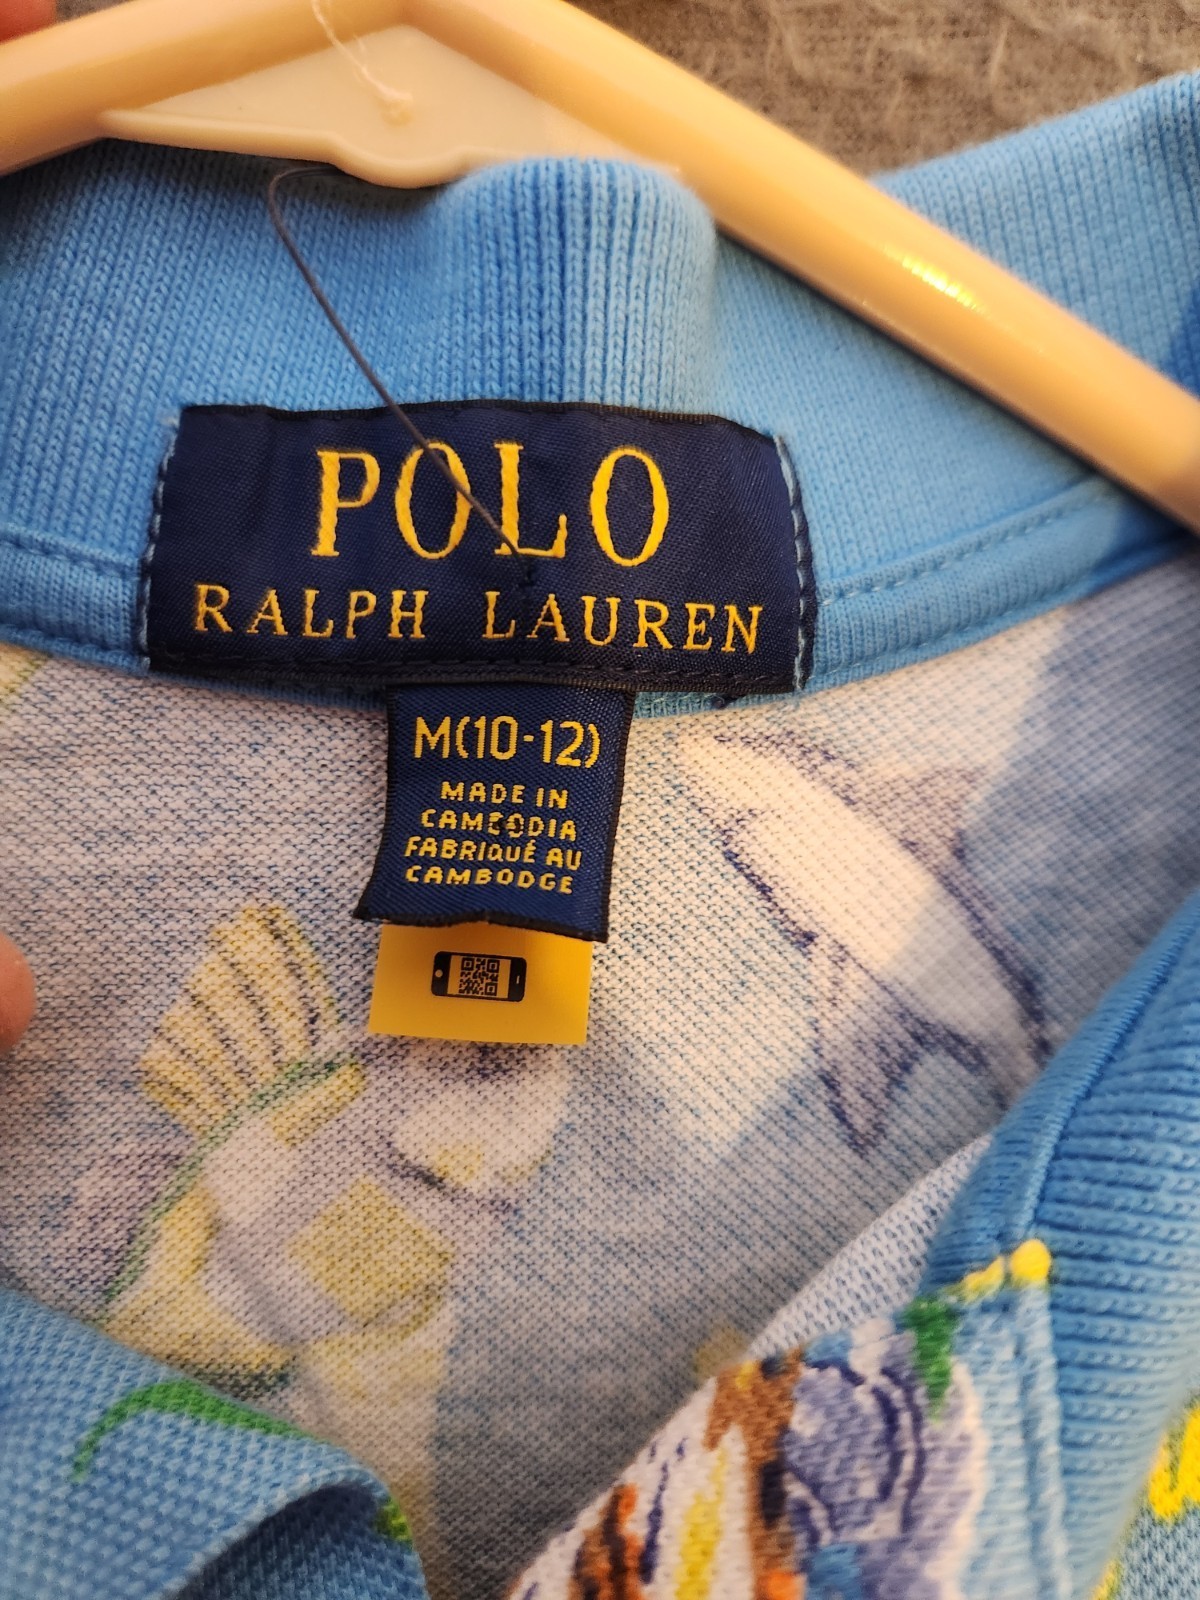 POLO
RALPH LAUREN
M(10-12)
MADE IN
CAMBODIA
FABRIQUÉ AU
CAMBODGE